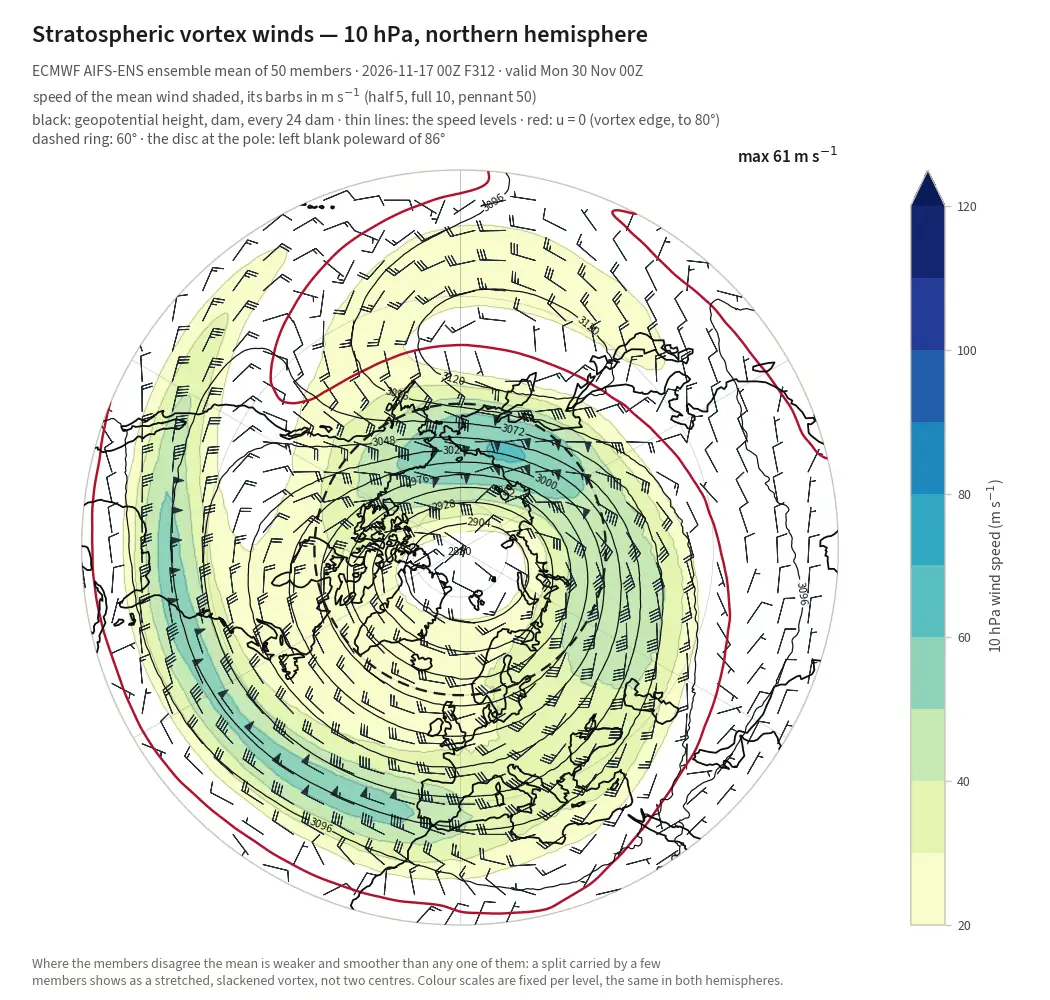 Stratospheric vortex winds — 10 hPa, northern hemisphere
ECMWF AIFS-ENS ensemble mean of 50 members · 2026-11-17 00Z F312 · valid Mon 30 Nov 00Z
speed of the mean wind shaded, its barbs in m s⁻¹ (half 5, full 10, pennant 50)
black: geopotential height, dam, every 24 dam · thin lines: the speed levels · red: u = 0 (vortex edge, to 80°)
dashed ring: 60° · the disc at the pole: left blank poleward of 86°
max 61 m s⁻¹
120
100
80
60
40
20
10 hPa wind speed (m s⁻¹)
3096
3120
3120
3072
3048
3000
2976
2928
2904
2880
3096
3096
Where the members disagree the mean is weaker and smoother than any one of them: a split carried by a few
members shows as a stretched, slackened vortex, not two centres. Colour scales are fixed per level, the same in both hemispheres.